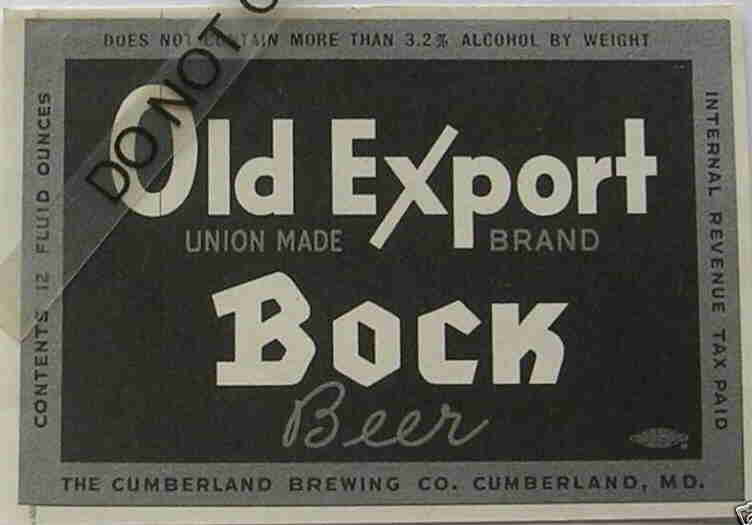 DOES NOT CONTAIN MORE THAN 3.2% ALCOHOL BY WEIGHT
DO NOT
CONTENTS 12 FLUID OUNCES
Old Export
UNION MADE BRAND
BOCK
Beer
INTERNAL REVENUE TAX PAID
THE CUMBERLAND BREWING CO. CUMBERLAND, MD.